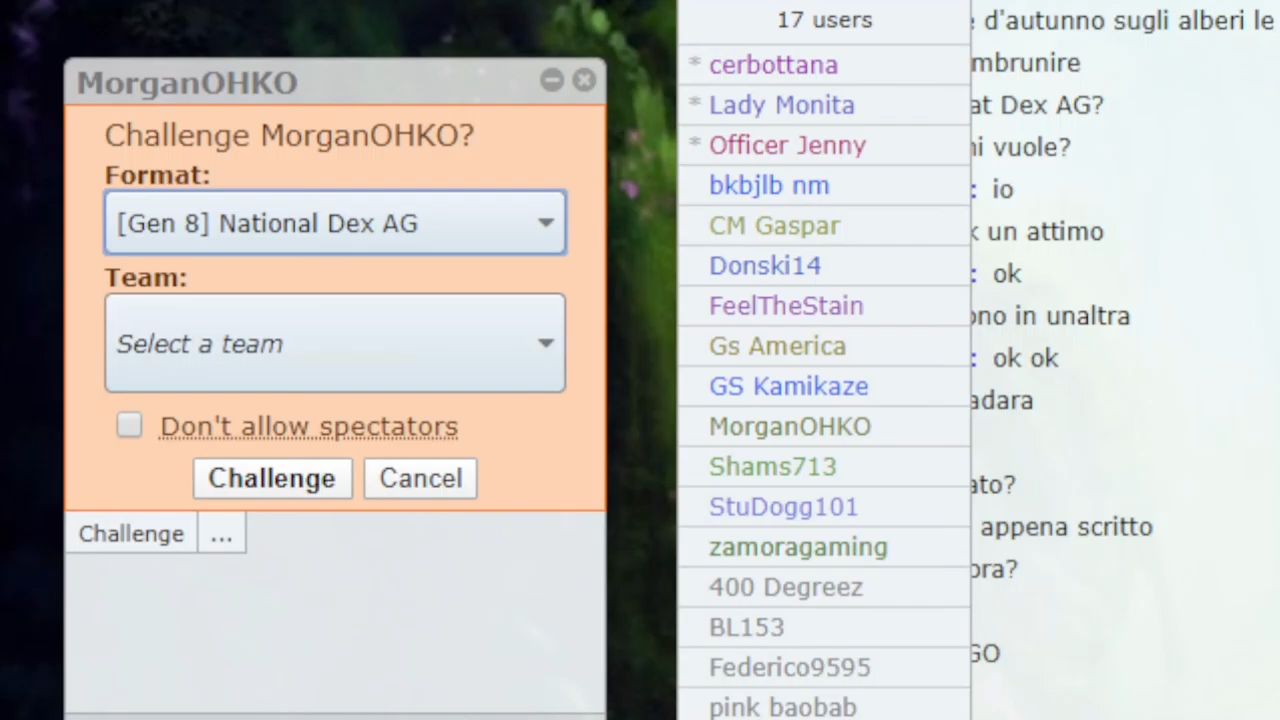 MorganOHKO
Challenge MorganOHKO?
Format:
[Gen 8] National Dex AG
Team:
Select a team
Don't allow spectators
Challenge
Cancel
Challenge
...
17 users
* cerbottana
* Lady Monita
* Officer Jenny
bkbjlb nm
CM Gaspar
Donski14
FeelTheStain
Gs America
GS Kamikaze
MorganOHKO
Shams713
StuDogg101
zamoragaming
400 Degreez
BL153
Federico9595
pink baobab
d'autunno sugli alberi le
mbrunire
at Dex AG?
vuole?
: io
un attimo
: ok
ono in unaltra
: ok ok
adara
ato?
appena scritto
ora?
GO